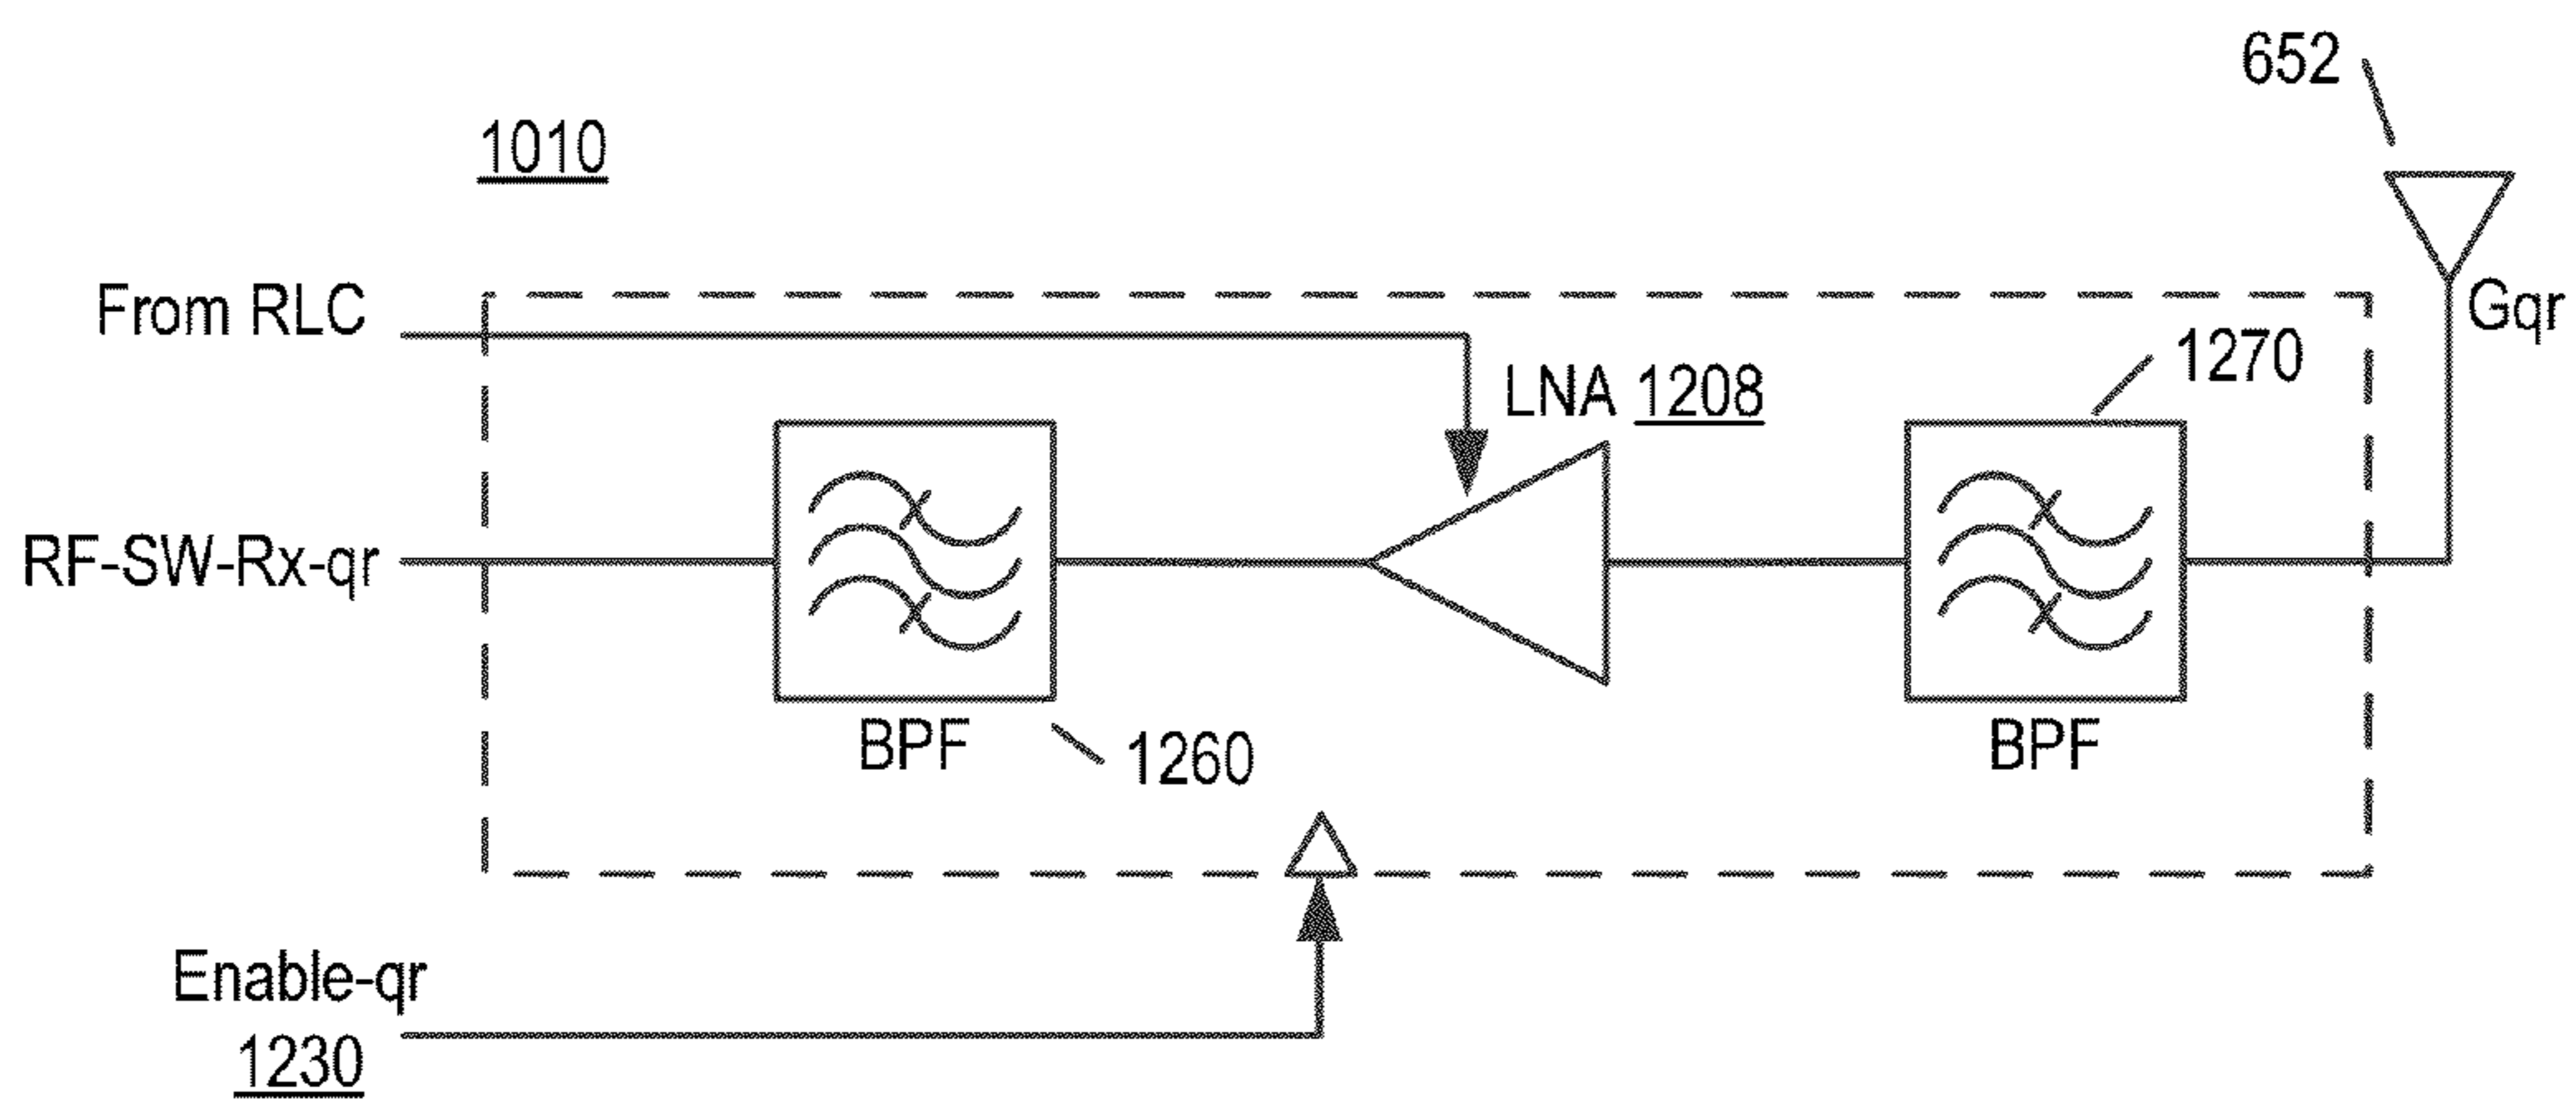 652
1010
From RLC
Gqr
1270
LNA 1208
RF-SW-Rx-qr
BPF
1260
BPF
Enable-qr
1230